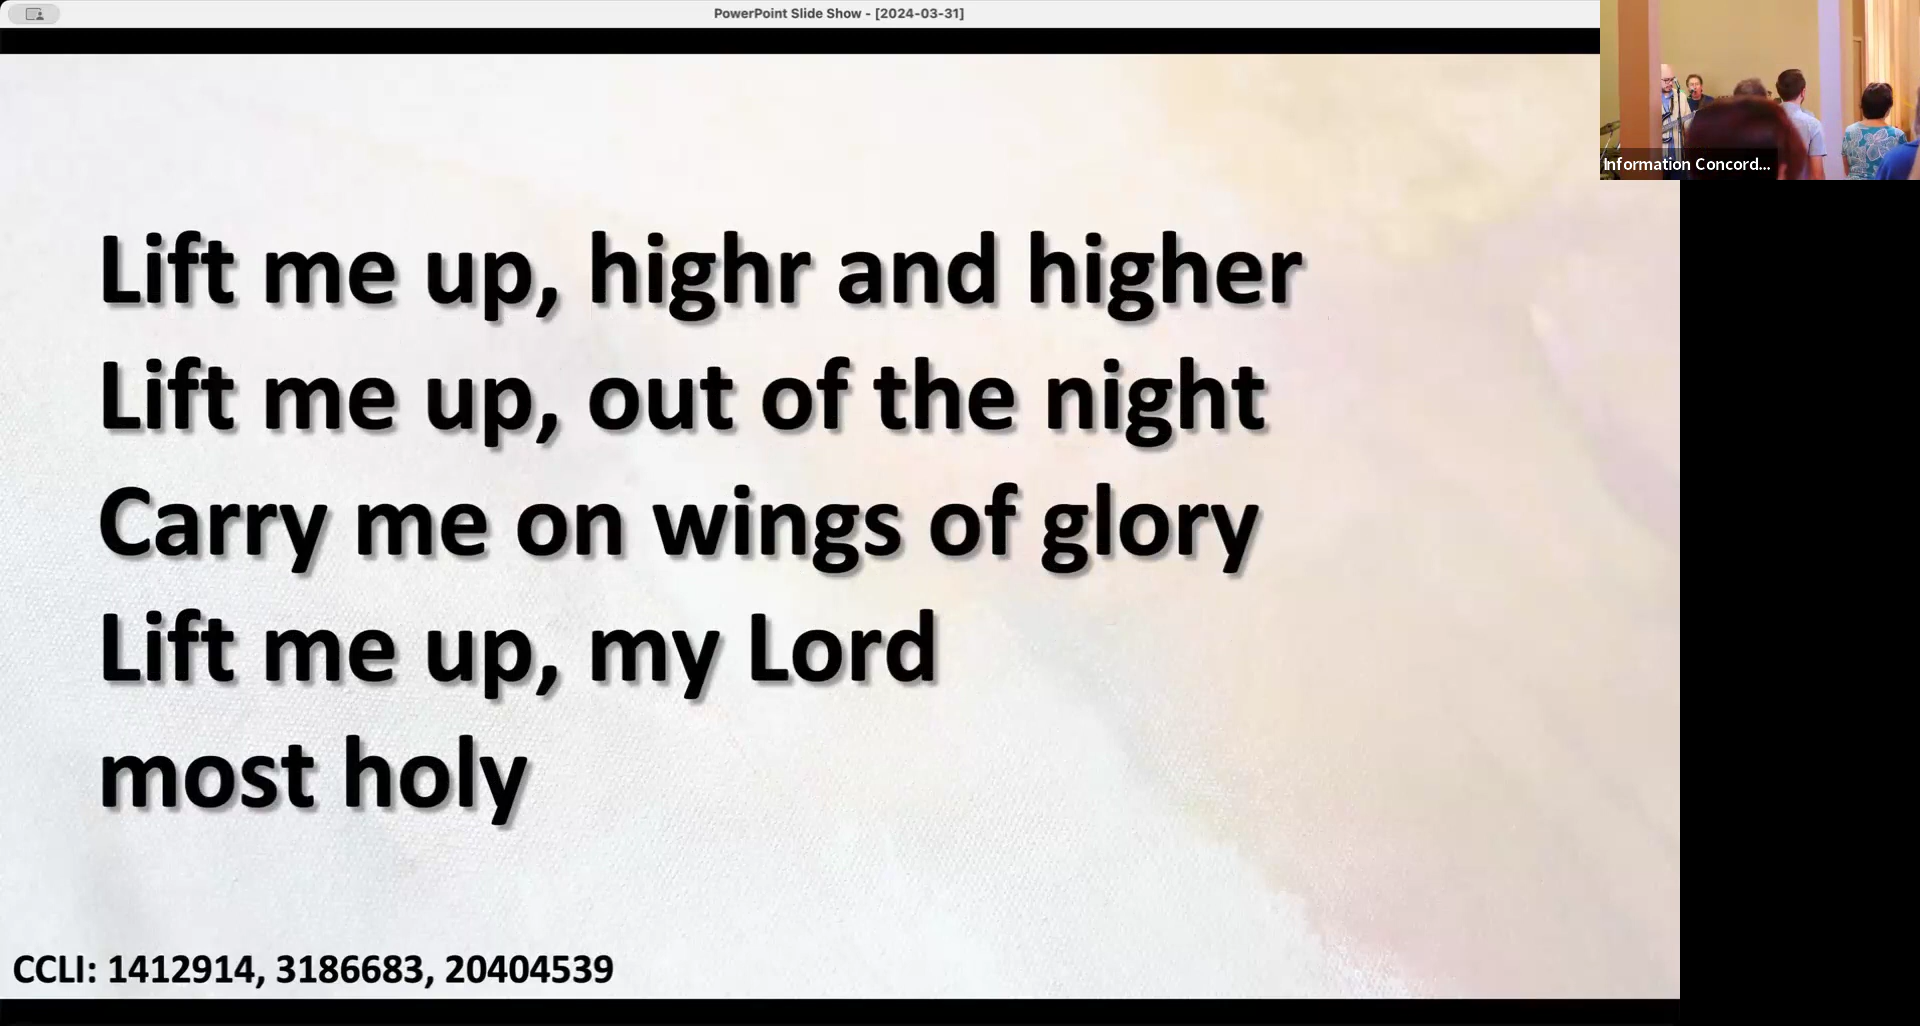 PowerPoint Slide Show - [2024-03-31]
Information Concord...
Lift me up, highr and higher
Lift me up, out of the night
Carry me on wings of glory
Lift me up, my Lord
most holy
CCLI: 1412914, 3186683, 20404539